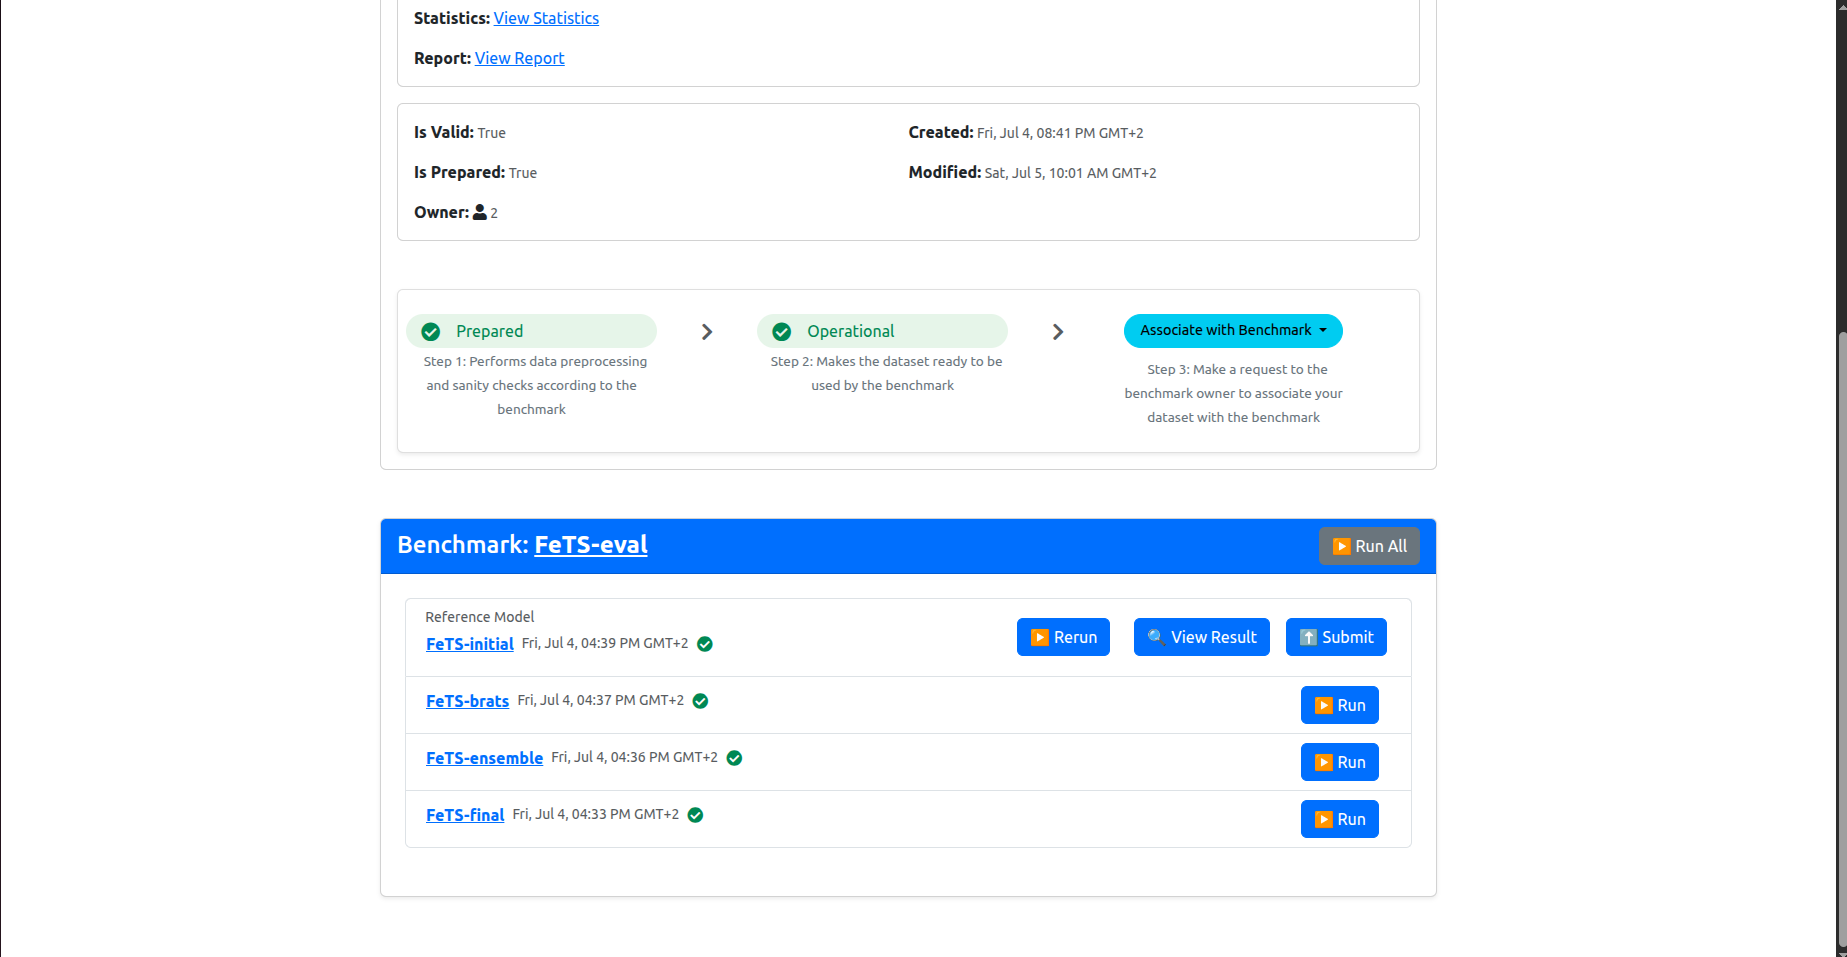 Statistics: View Statistics
Report: View Report
Is Valid: True
Created: Fri, Jul 4, 08:41 PM GMT+2
Is Prepared: True
Modified: Sat, Jul 5, 10:01 AM GMT+2
Owner: 2
Prepared
Step 1: Performs data preprocessing
and sanity checks according to the
benchmark
Operational
Step 2: Makes the dataset ready to be
used by the benchmark
Associate with Benchmark
Step 3: Make a request to the
benchmark owner to associate your
dataset with the benchmark
Benchmark: FeTS-eval
Run All
Reference Model
FeTS-initial Fri, Jul 4, 04:39 PM GMT+2
Rerun
View Result
Submit
FeTS-brats Fri, Jul 4, 04:37 PM GMT+2
Run
FeTS-ensemble Fri, Jul 4, 04:36 PM GMT+2
Run
FeTS-final Fri, Jul 4, 04:33 PM GMT+2
Run